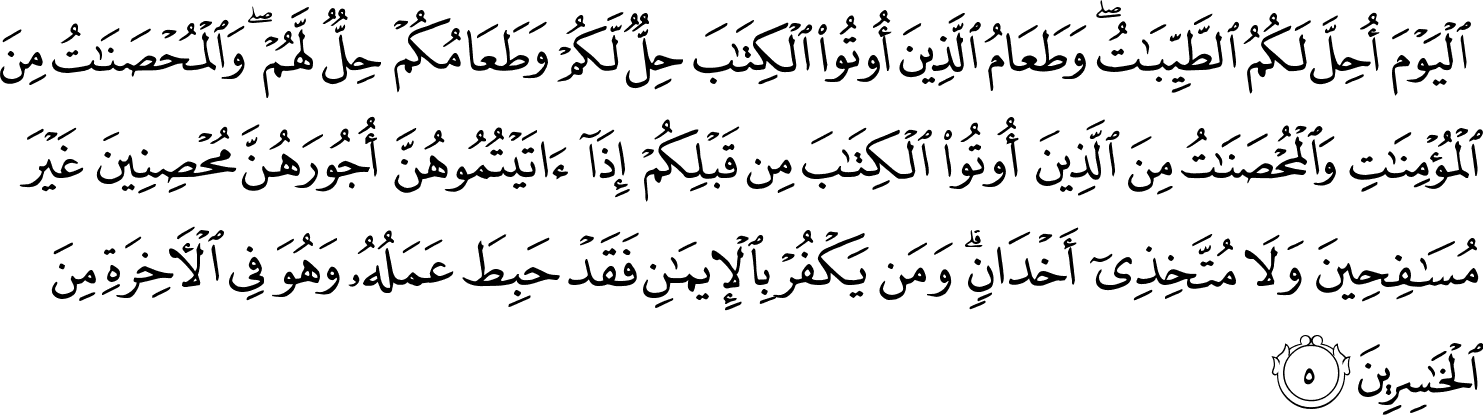 ٱلْيَوْمَ أُحِلَّ لَكُمُ ٱلطَّيِّبَـٰتُ ۖ وَطَعَامُ ٱلَّذِينَ أُوتُوا۟ ٱلْكِتَـٰبَ حِلٌّ لَّكُمْ وَطَعَامُكُمْ حِلٌّ لَّهُمْ ۖ وَٱلْمُحْصَنَـٰتُ مِنَ
ٱلْمُؤْمِنَـٰتِ وَٱلْمُحْصَنَـٰتُ مِنَ ٱلَّذِينَ أُوتُوا۟ ٱلْكِتَـٰبَ مِن قَبْلِكُمْ إِذَآ ءَاتَيْتُمُوهُنَّ أُجُورَهُنَّ مُحْصِنِينَ غَيْرَ
مُسَـٰفِحِينَ وَلَا مُتَّخِذِىٓ أَخْدَانٍ ۗ وَمَن يَكْفُرْ بِٱلْإِيمَـٰنِ فَقَدْ حَبِطَ عَمَلُهُۥ وَهُوَ فِى ٱلْـَٔاخِرَةِ مِنَ
ٱلْخَـٰسِرِينَ ٥